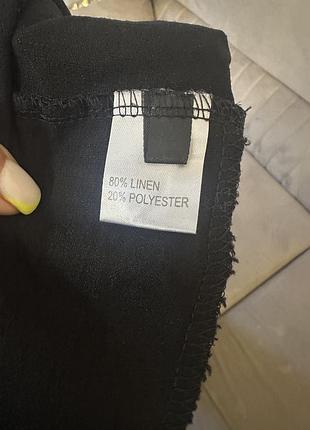 80% LINEN
20% POLYESTER